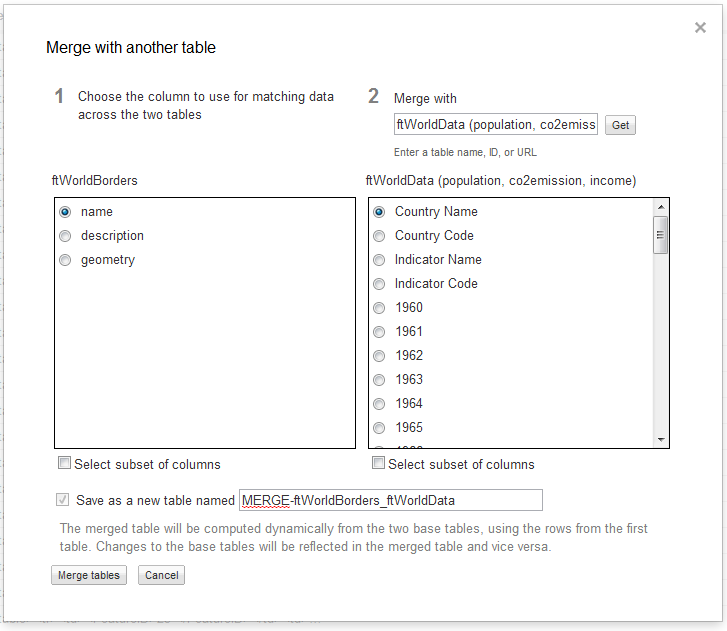 Merge with another table
1 Choose the column to use for matching data
across the two tables
2 Merge with
ftWorldData (population, co2emiss
Get
Enter a table name, ID, or URL
ftWorldBorders
name
description
geometry
Select subset of columns
ftWorldData (population, co2emission, income)
Country Name
Country Code
Indicator Name
Indicator Code
1960
1961
1962
1963
1964
1965
Select subset of columns
Save as a new table named MERGE-ftWorldBorders_ftWorldData
The merged table will be computed dynamically from the two base tables, using the rows from the first
table. Changes to the base tables will be reflected in the merged table and vice versa.
Merge tables Cancel